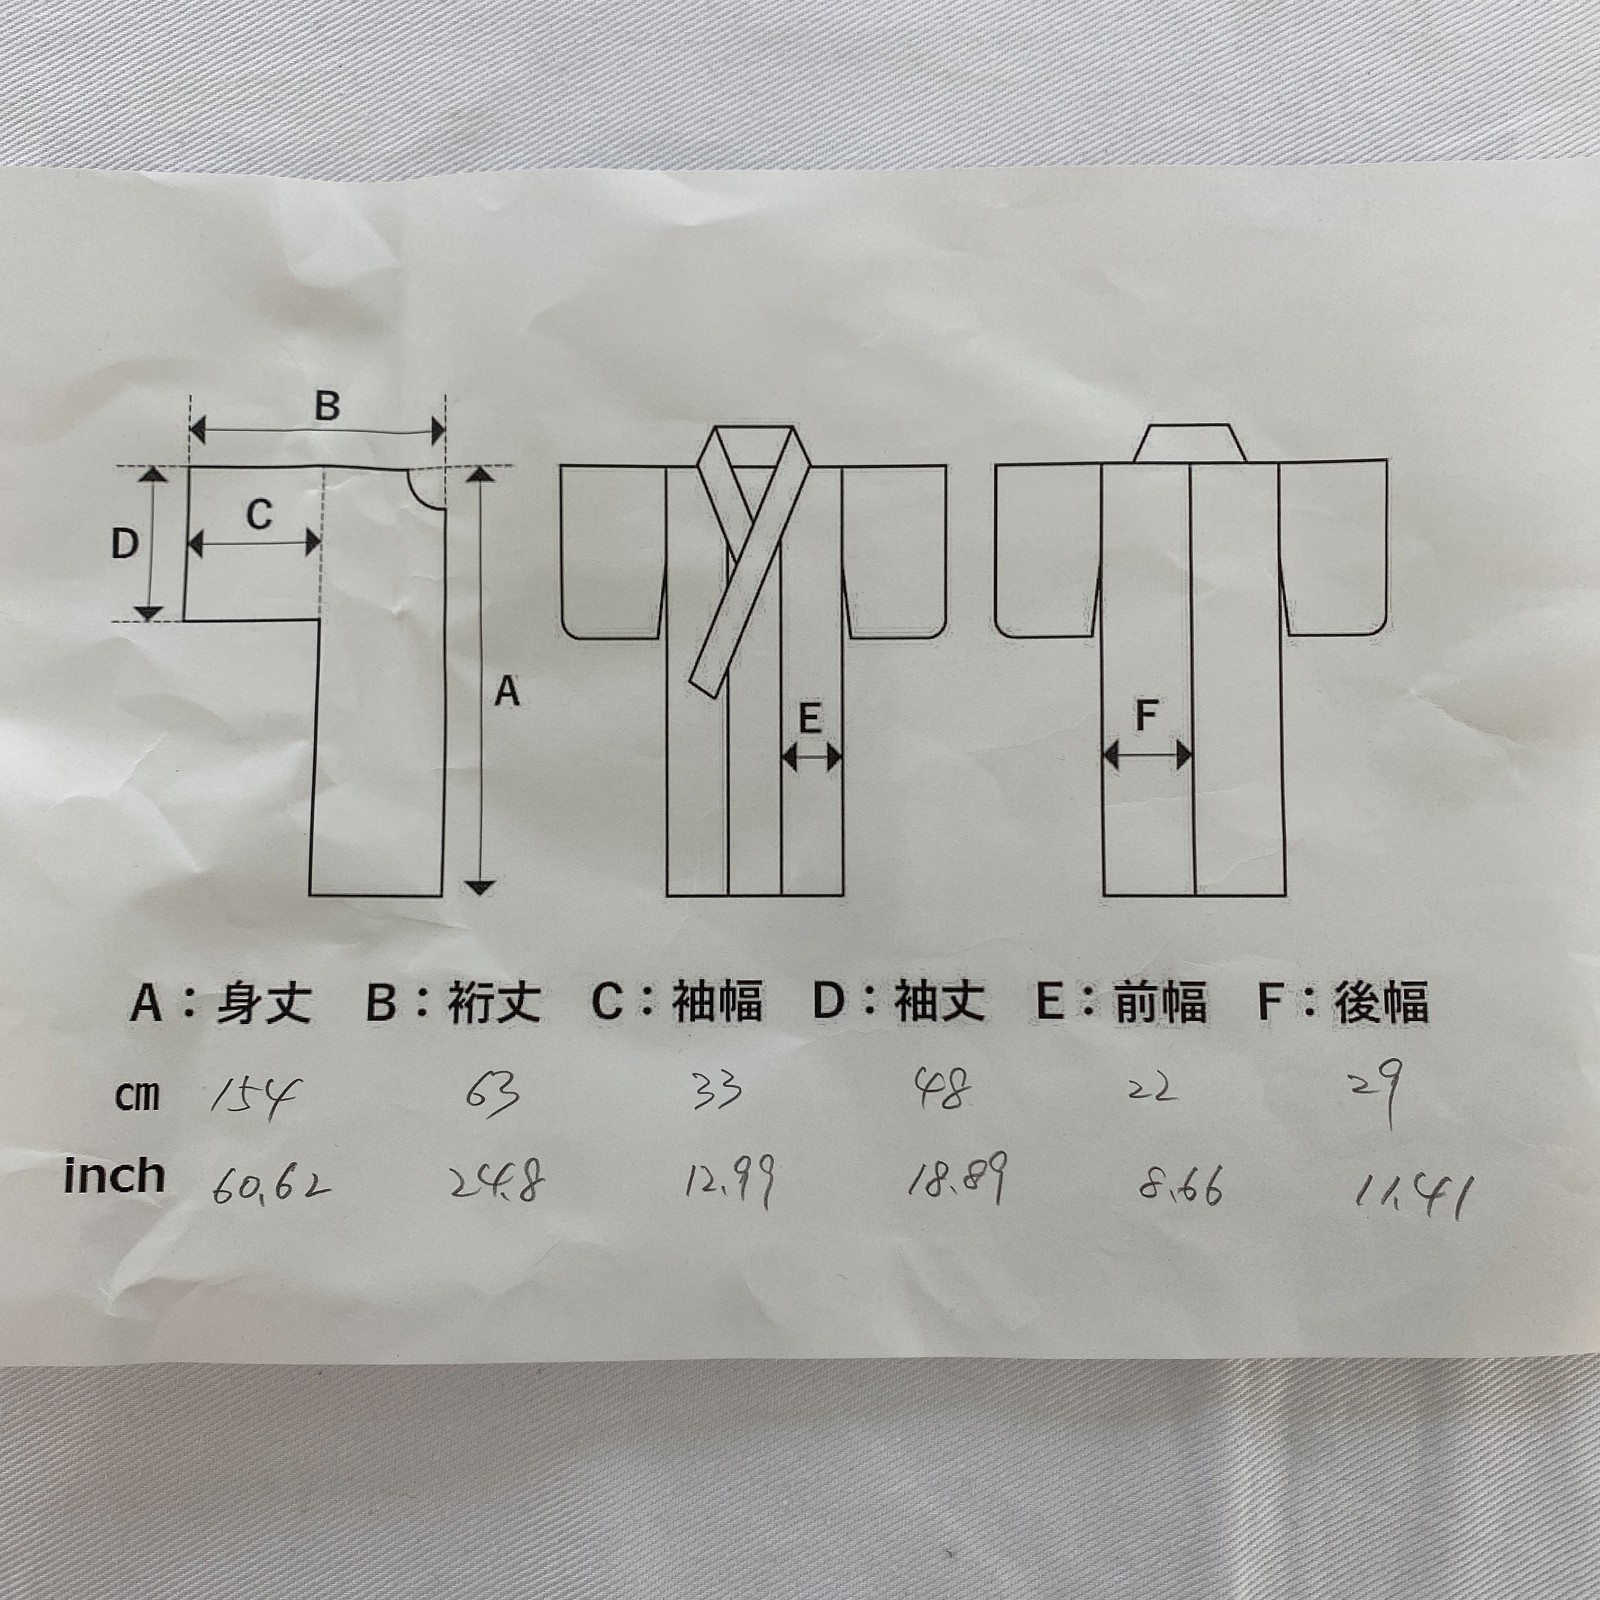 B
C
D
A
E
F
A：身丈 B：裄丈 C：袖幅 D：袖丈 E：前幅 F：後幅
cm 154 63 33 48 22 29
inch 60.62 24.8 12.99 18.89 8.66 11.41